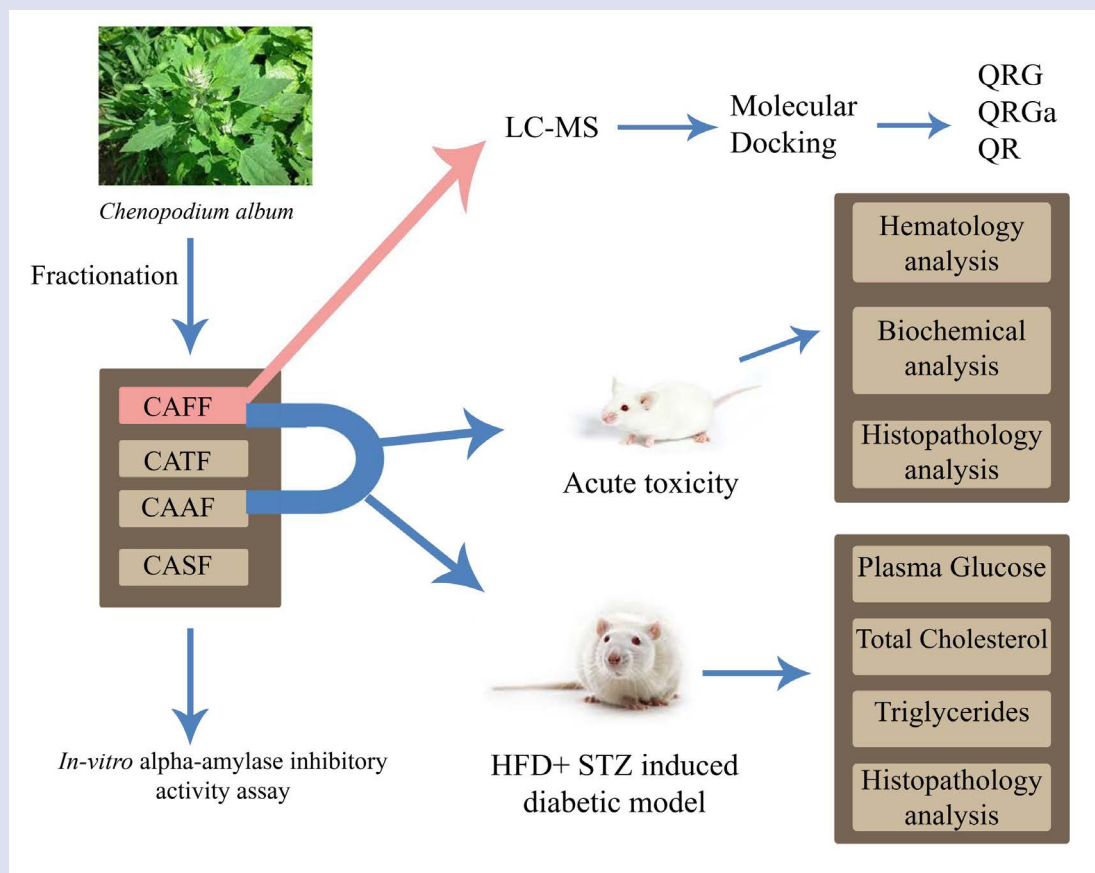 Chenopodium album
Fractionation
CAFF
CATF
CAAF
CASF
In-vitro alpha-amylase inhibitory
activity assay
LC-MS
Molecular
Docking
QRG
QRGa
QR
Acute toxicity
Hematology
analysis
Biochemical
analysis
Histopathology
analysis
HFD+ STZ induced
diabetic model
Plasma Glucose
Total Cholesterol
Triglycerides
Histopathology
analysis